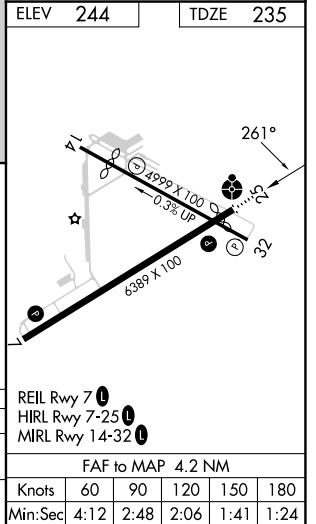 ELEV 244 TDZE 235
261°
14
P
4999 X 100
0.3% UP
25
P
P
32
6389 X 100
P
7
REIL Rwy 7 L
HIRL Rwy 7-25 L
MIRL Rwy 14-32 L
FAF to MAP 4.2 NM
Knots 60 90 120 150 180
Min:Sec 4:12 2:48 2:06 1:41 1:24